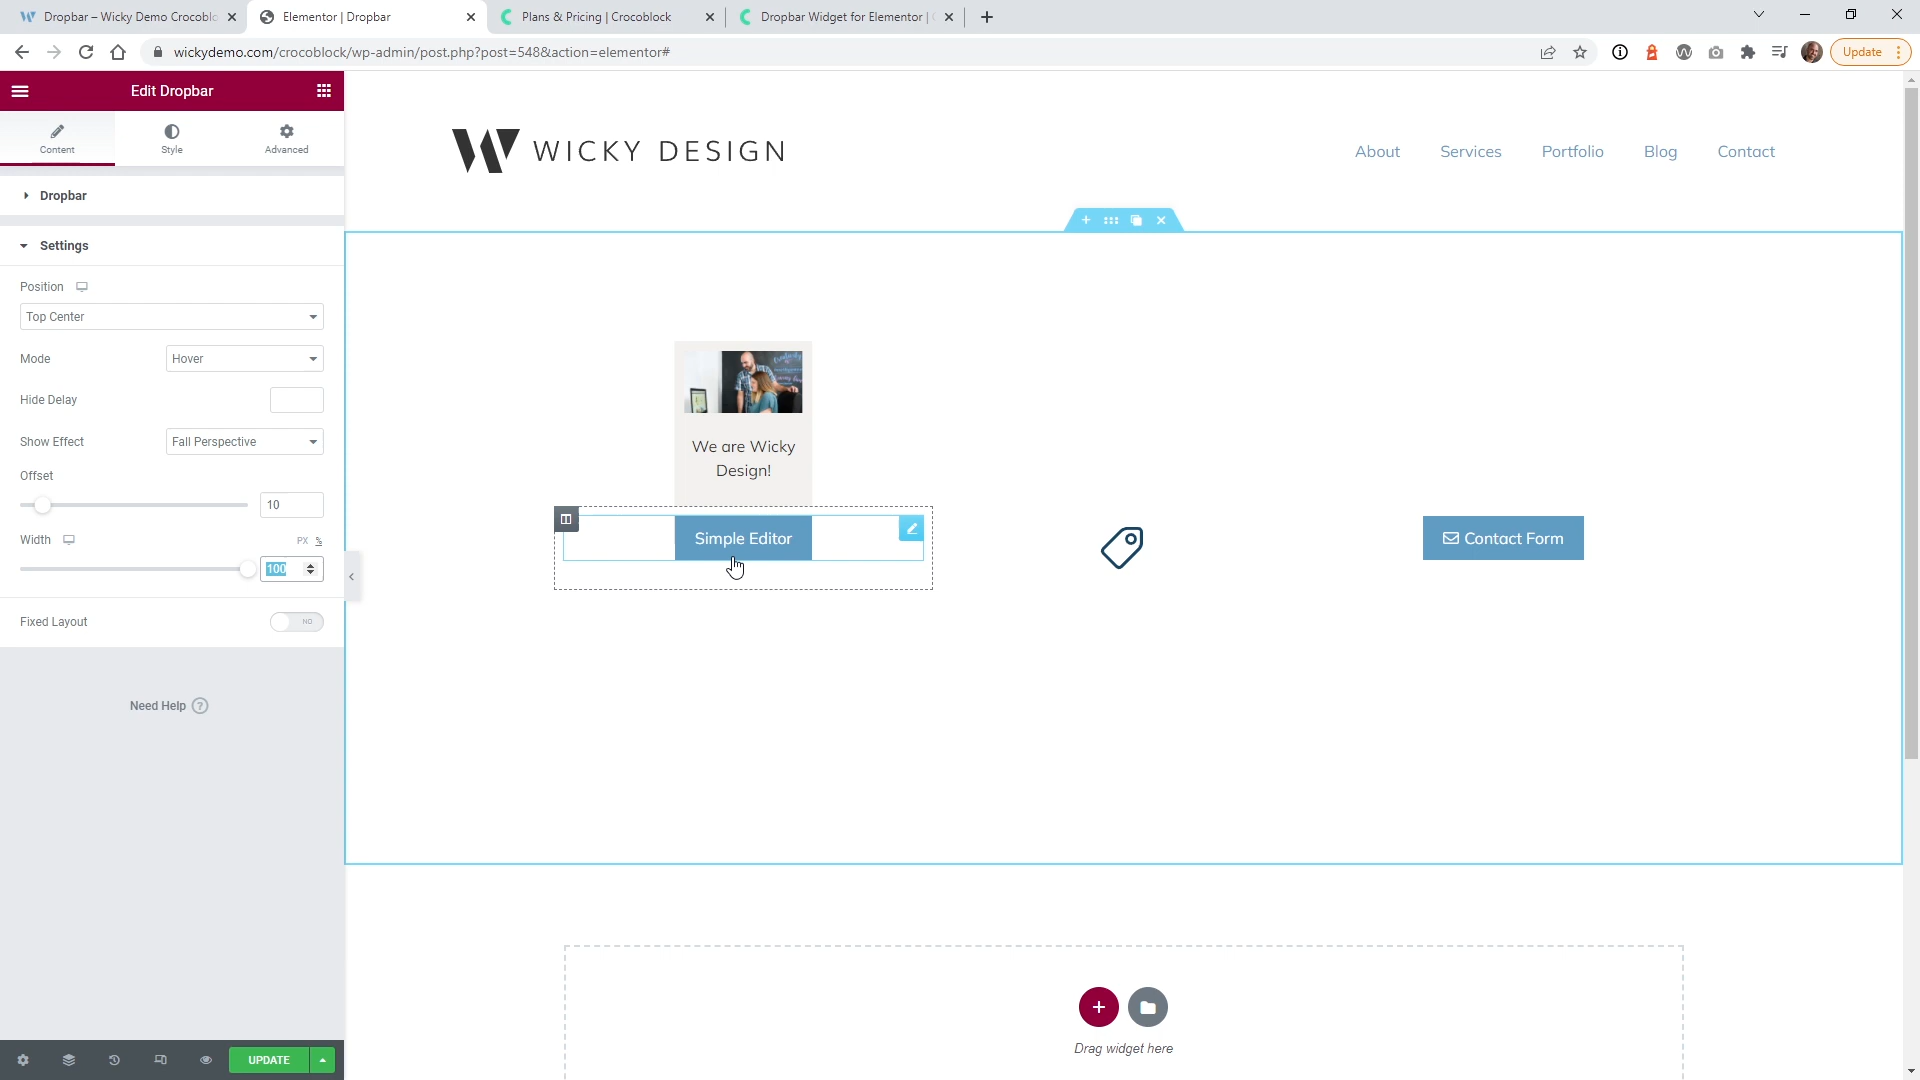 Dropbar – Wicky Demo Crocoblo
Elementor | Dropbar
Plans & Pricing | Crocoblock
Dropbar Widget for Elementor |
wickydemo.com/crocoblock/wp-admin/post.php?post=548&action=elementor#
Update
Edit Dropbar
Content
Style
Advanced
Dropbar
Settings
Position
Top Center
Mode
Hover
Hide Delay
Show Effect
Fall Perspective
Offset
10
Width
PX
%
100
Fixed Layout
NO
Need Help ?
UPDATE
WICKY DESIGN
About
Services
Portfolio
Blog
Contact
We are Wicky
Design!
Simple Editor
Contact Form
Drag widget here